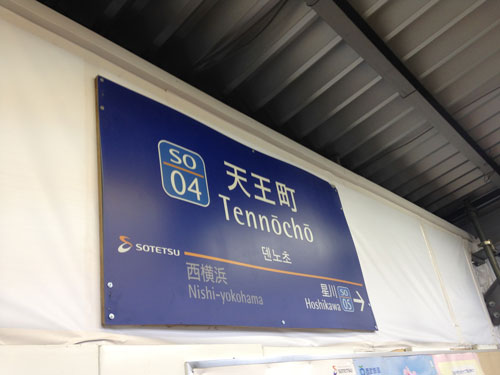 SO
04
天王町
Tennōchō
덴노초
SOTETSU
西横浜
Nishi-yokohama
星川
Hoshikawa
SO
05
SOTETSU